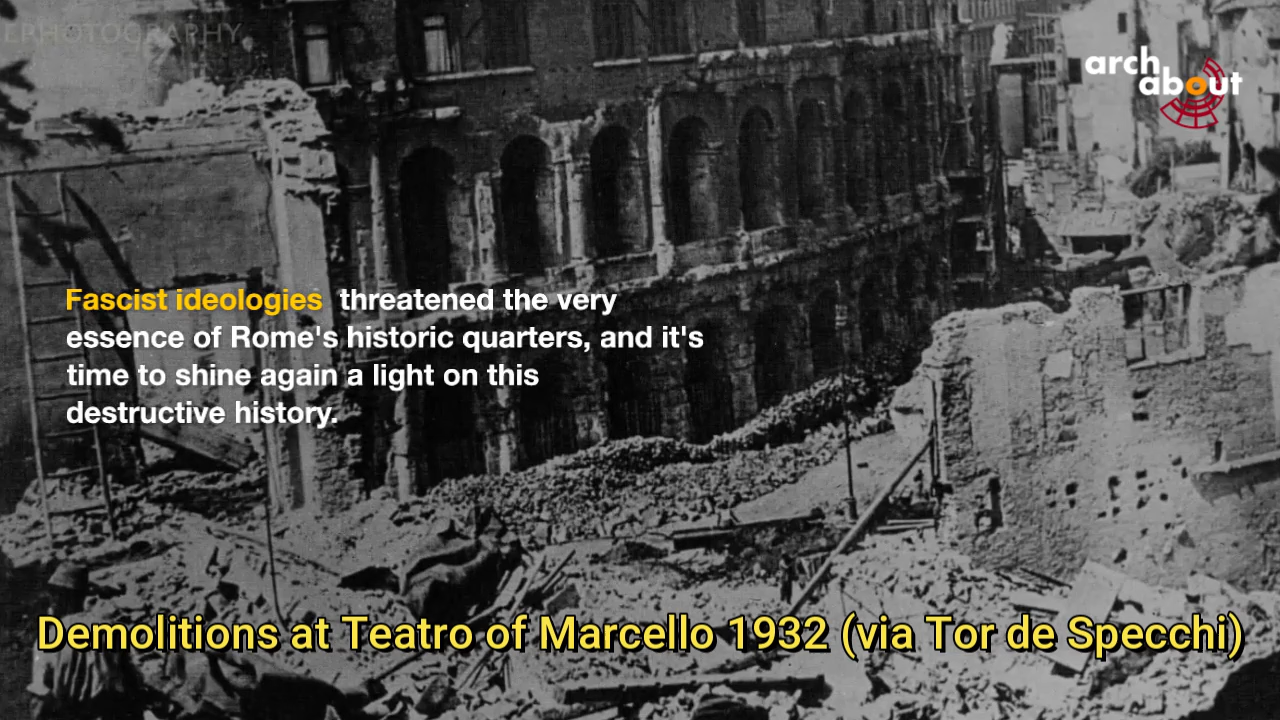 LPHOTOGRAPHY
arch
about
Fascist ideologies threatened the very
essence of Rome's historic quarters, and it's
time to shine again a light on this
destructive history.
Demolitions at Teatro of Marcello 1932 (via Tor de Specchi)